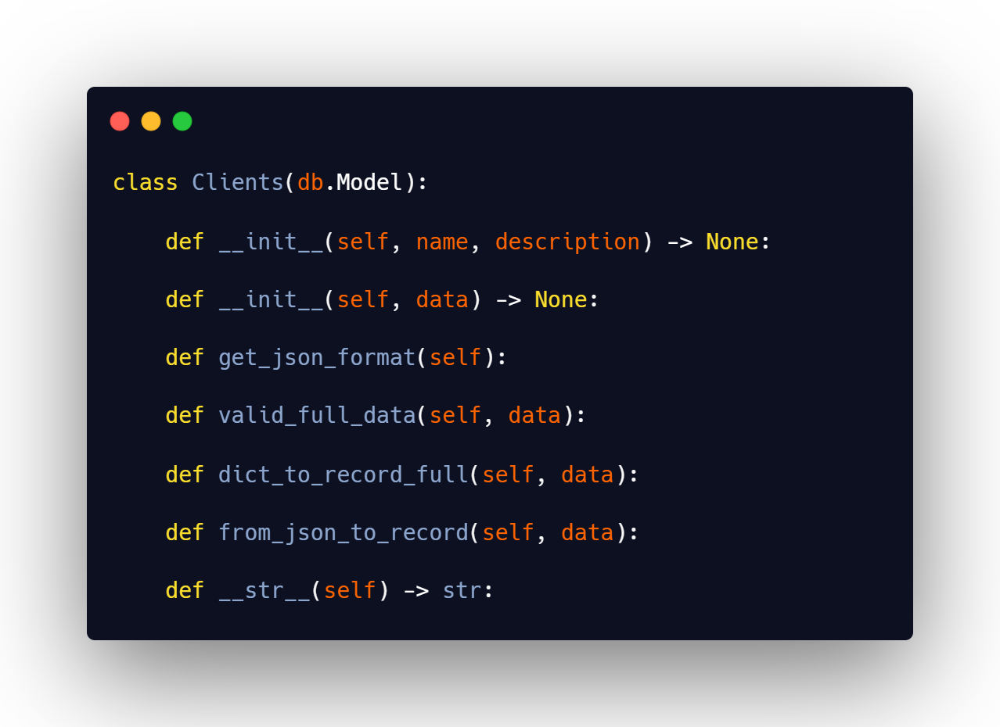 class Clients(db.Model):
def __init__(self, name, description) -> None:
def __init__(self, data) -> None:
def get_json_format(self):
def valid_full_data(self, data):
def dict_to_record_full(self, data):
def from_json_to_record(self, data):
def __str__(self) -> str: